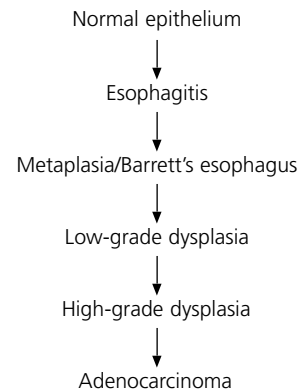 Normal epithelium
Esophagitis
Metaplasia/Barrett’s esophagus
Low-grade dysplasia
High-grade dysplasia
Adenocarcinoma